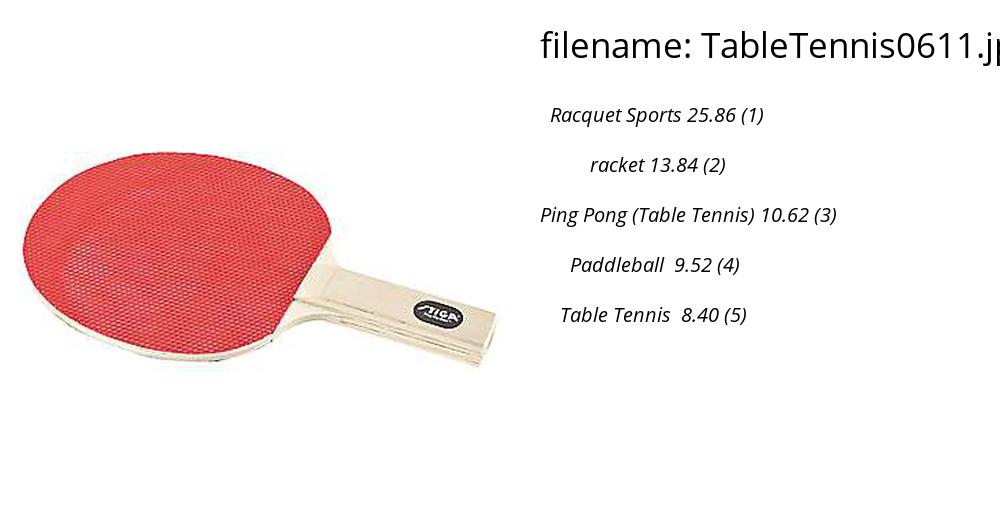 filename: TableTennis0611.jp
Racquet Sports 25.86 (1)
racket 13.84 (2)
Ping Pong (Table Tennis) 10.62 (3)
Paddleball 9.52 (4)
Table Tennis 8.40 (5)
STIGA